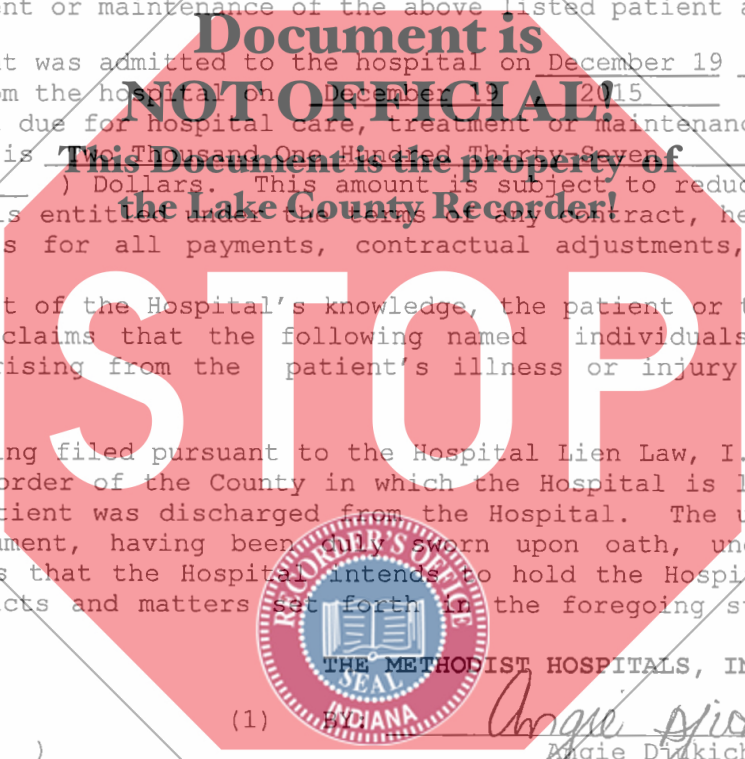 nt or maintenance of the above listed patient a
Document is
t was admitted to the hospital on December 19
NOT OFFICIAL!
om the hospital on December 19, 2015
due for hospital care, treatment or maintenanc
This Document is the property of
is Two Thousand One Hundred Thirty-Seven
) Dollars. This amount is subject to reduc
the Lake County Recorder!
is entitled under the terms of any contract, he
s for all payments, contractual adjustments,
STOP
t of the Hospital's knowledge, the patient or
claims that the following named individuals
rising from the patient's illness or injury
ing filed pursuant to the Hospital Lien Law, I.
order of the County in which the Hospital is l
tient was discharged from the Hospital. The u
ument, having been duly sworn upon oath, un
s that the Hospital intends to hold the Hospi
cts and matters set forth in the foregoing s
RECORDER'S OFFICE
SEAL
INDIANA
THE METHODIST HOSPITALS, IN
(1) BY: Angie Djuk
) Angie Djukich